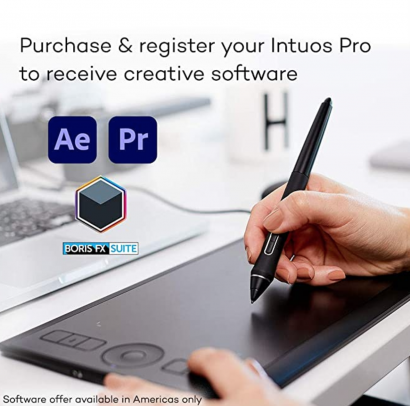 Purchase & register your Intuos Pro
to receive creative software
H
Ae Pr
BORIS FX SUITE
Software offer available in Americas only